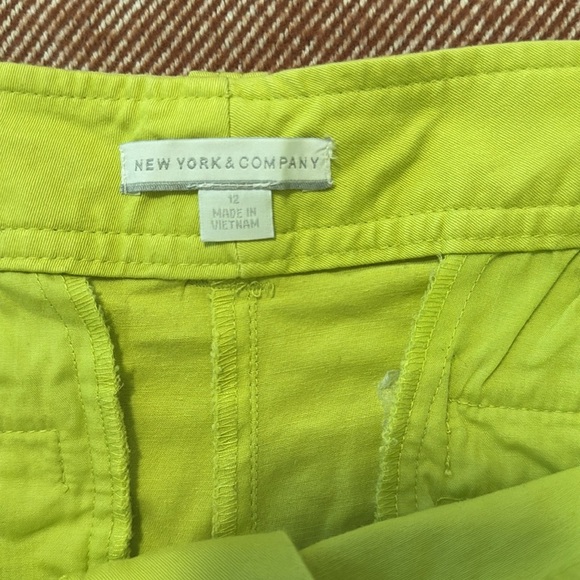 NEW YORK & COMPANY
12
MADE IN
VIETNAM